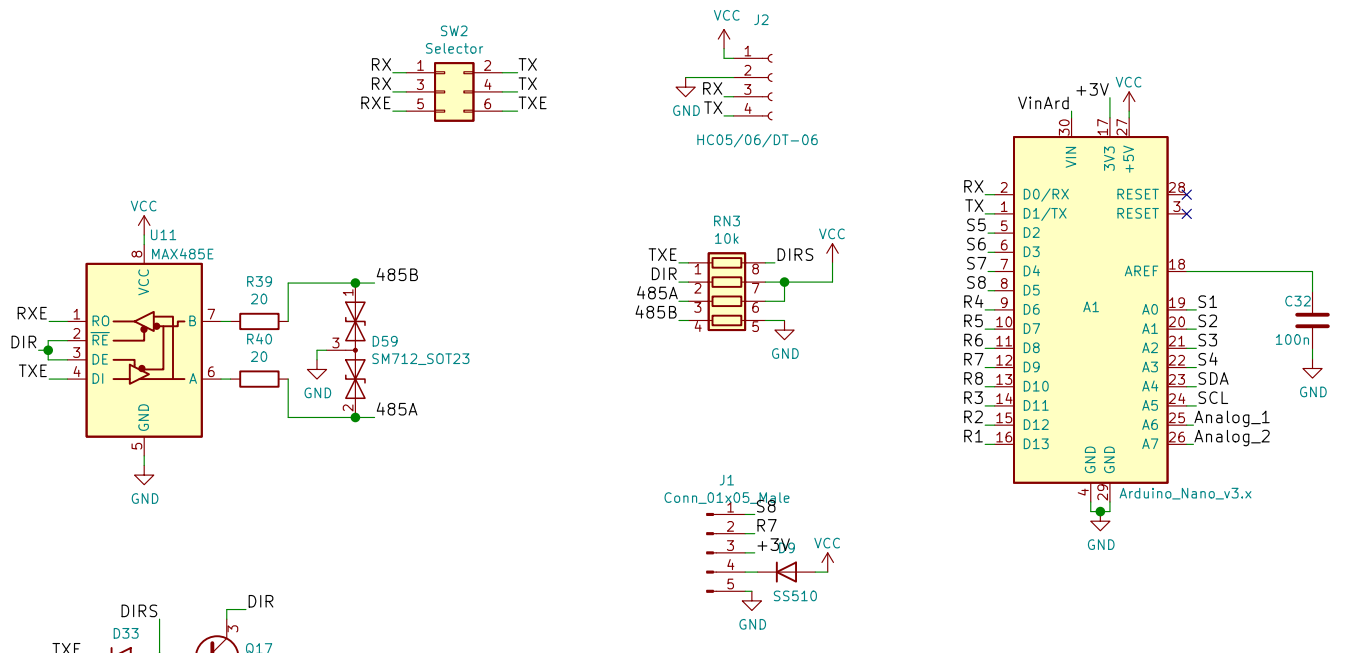 SW2
Selector
RX 1 2 TX
RX 3 4 TX
RXE 5 6 TXE
VCC J2
1
2
GND RX 3
TX 4
HC05/06/DT-06
VCC
U11
MAX485E
8
VCC
RXE 1 RO B 7
DIR 2 RE
3 DE
TXE 4 DI A 6
GND
5
GND
R39
20
R40
20
485B
1
3
D59
SM712_SOT23
GND
2
485A
RN3
10k
VCC
TXE 1 8 DIRS
DIR 2 7
485A 3 6
485B 4 5
GND
J1
Conn_01x05_Male
1 S8
2 R7
3 +3V
D9 VCC
4
5 SS510
GND
VinArd +3V VCC
30 17 27
VIN 3V3 +5V
RX 2 D0/RX RESET 28
TX 1 D1/TX RESET 3
S5 5 D2
S6 6 D3
S7 7 D4 AREF 18
S8 8 D5
R4 9 D6 A0 19 S1
R5 10 D7 A1 20 S2
R6 11 D8 A2 21 S3
R7 12 D9 A3 22 S4
R8 13 D10 A4 23 SDA
R3 14 D11 A5 24 SCL
R2 15 D12 A6 25 Analog_1
R1 16 D13 A7 26 Analog_2
A1
GND GND
4 29
Arduino_Nano_v3.x
GND
C32
100n
GND
DIRS DIR
D33 3
TXE Q17